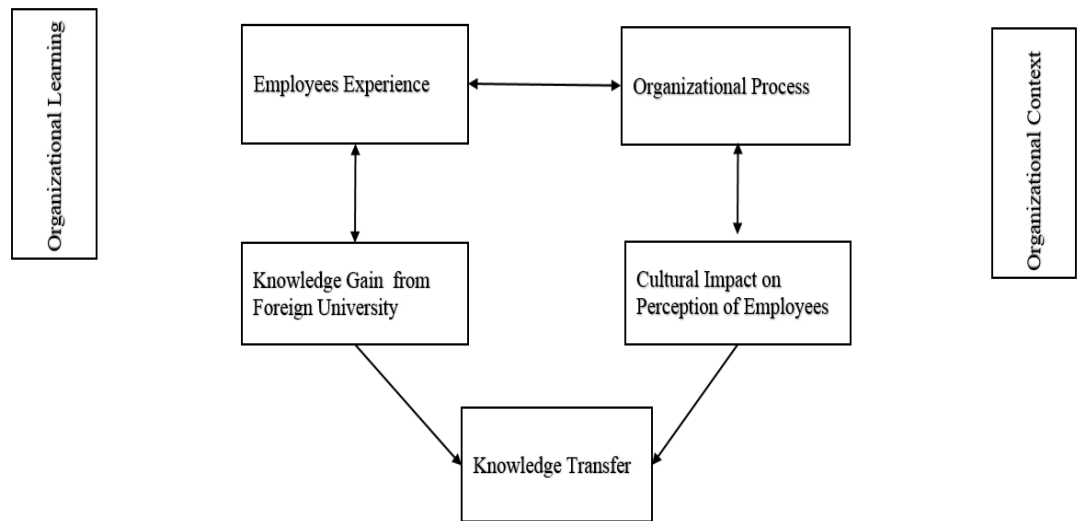 Organizational Learning
Employees Experience
Organizational Process
Organizational Context
Knowledge Gain from
Foreign University
Cultural Impact on
Perception of Employees
Knowledge Transfer